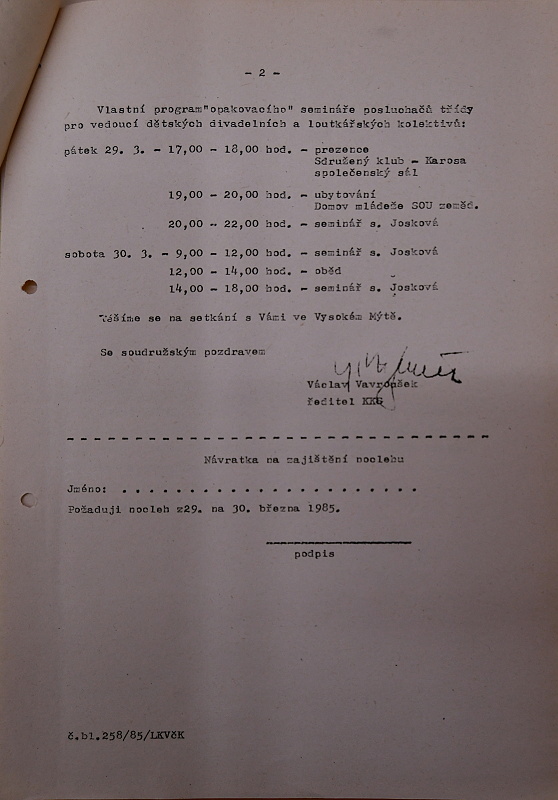 - 2 -
Vlastní program"opakovacího" semináře posluchačů třídy
pro vedoucí dětských divadelních a loutkářských kolektivů:
pátek 29. 3. - 17,00 - 18,00 hod. - prezence
Sdružený klub - Karosa
společenský sál
19,00 - 20,00 hod. - ubytování
Domov mládeže SOU zeměd.
20,00 - 22,00 hod. - seminář s. Josková
sobota 30. 3. - 9,00 - 12,00 hod. - seminář s. Josková
12,00 - 14,00 hod. - oběd
14,00 - 18,00 hod. - seminář s. Josková
Těšíme se na setkání s Vámi ve Vysokém Mýtě.
Se soudružským pozdravem
Václav Vavroušek
ředitel KKS
Návratka na zajištění noclehu
Jméno: . . . . . . . . . . . . . . . . . . . . . .
Požaduji nocleh z29. na 30. března 1985.
podpis
č.bl.258/85/LKVčK